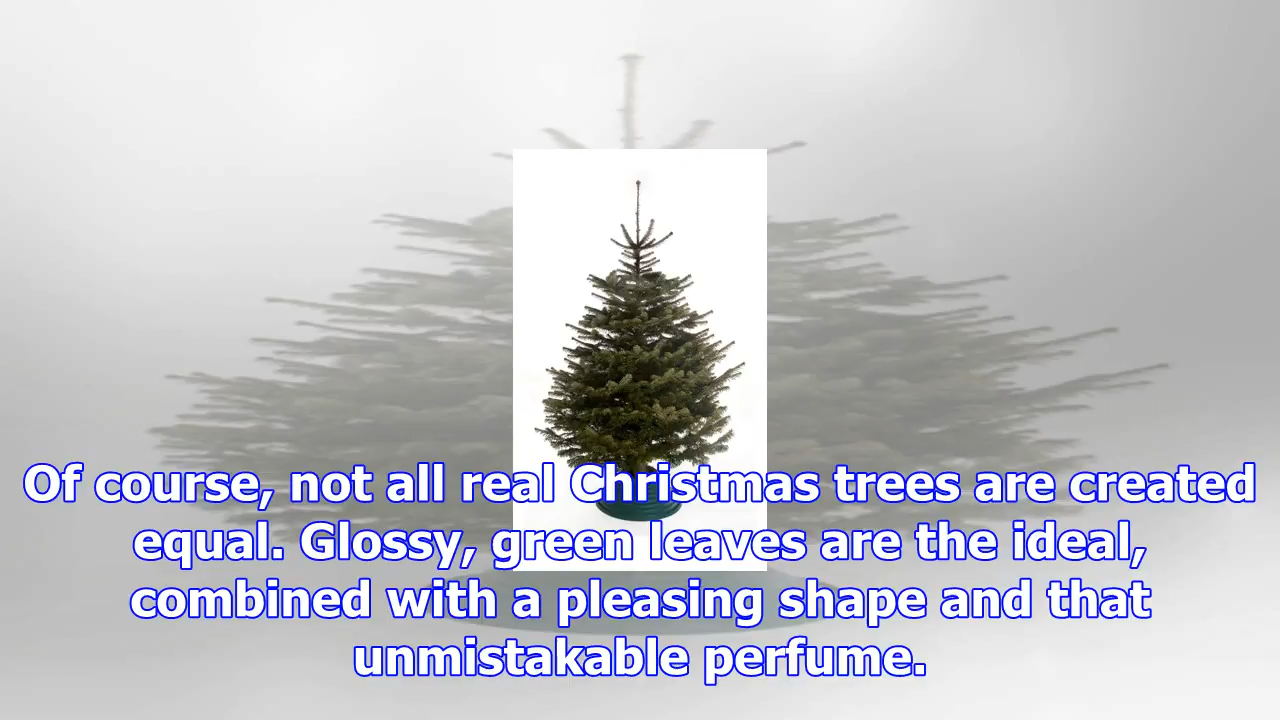 Of course, not all real Christmas trees are created
equal. Glossy, green leaves are the ideal,
combined with a pleasing shape and that
unmistakable perfume.